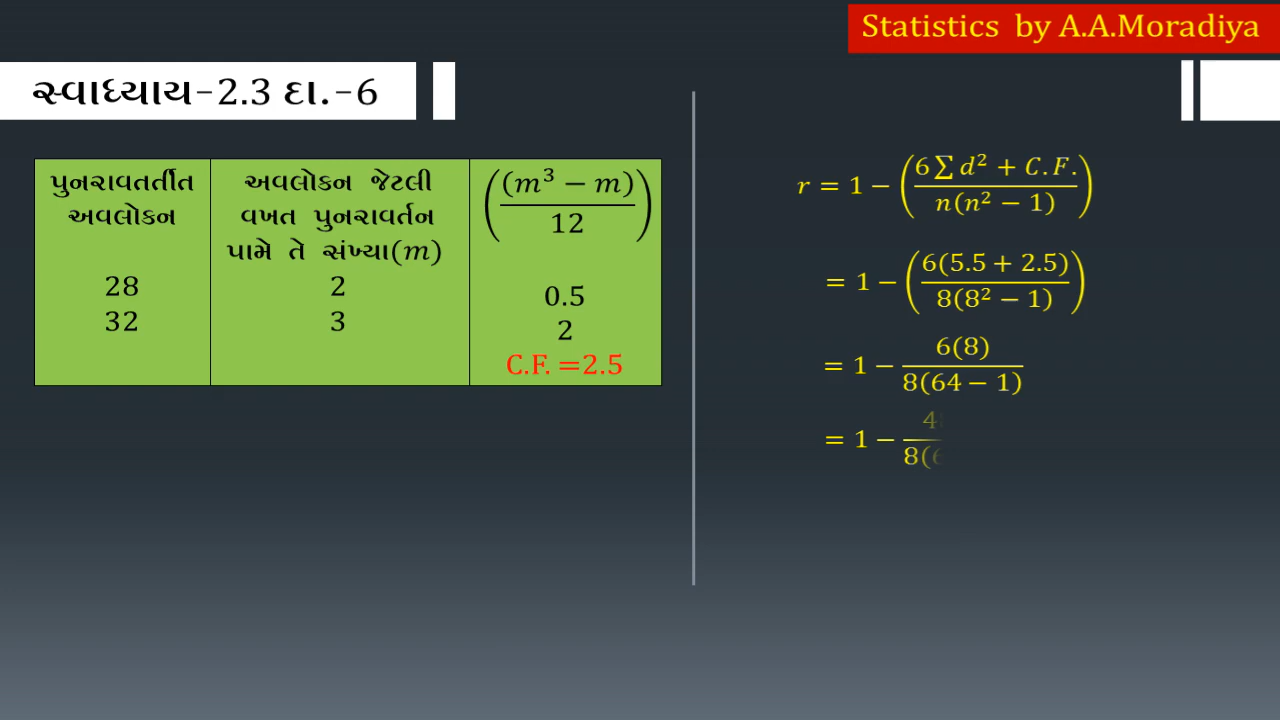 Statistics by A.A.Moradiya
સ્વાધ્યાય-2.3 દા.-6
પુનરાવતર્તીત
અવલોકન
28
32
અવલોકન જેટલી
વખત પુનરાવર્તન
પામે તે સંખ્યા(m)
2
3
((m³ − m)/12)
0.5
2
C.F. =2.5
r = 1 − ((6 ∑ d² + C.F.)/(n(n² − 1)))
= 1 − (6(5.5 + 2.5)/(8(8² − 1)))
= 1 − 6(8)/(8(64 − 1))
= 1 − 4/8(